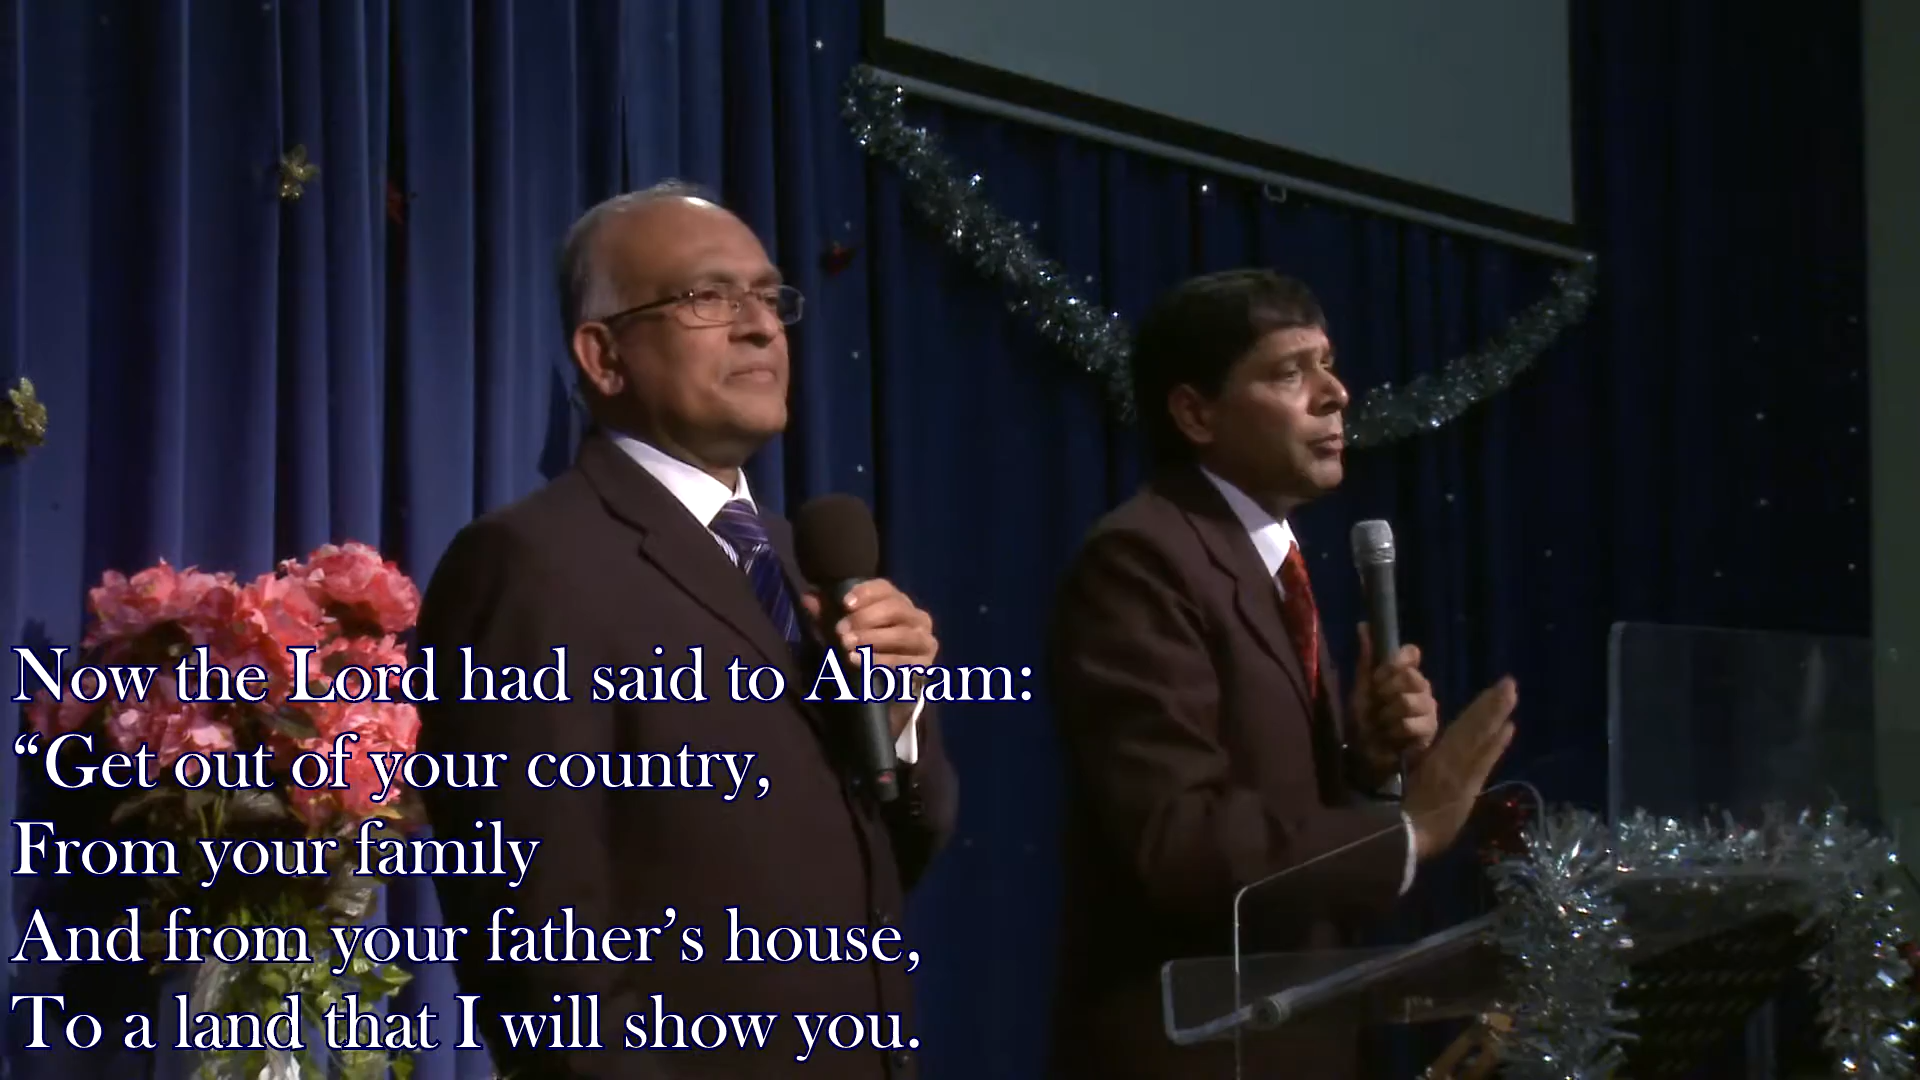 Now the Lord had said to Abram:
“Get out of your country,
From your family
And from your father’s house,
To a land that I will show you.